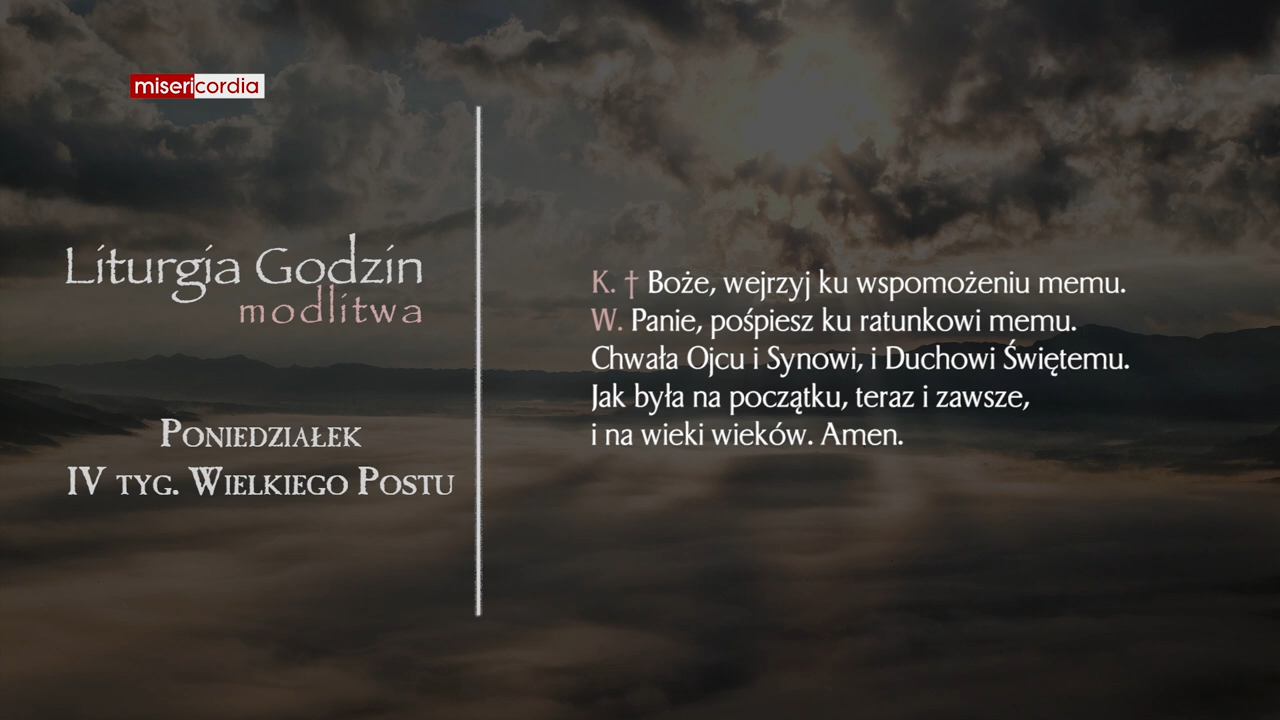 misericordia
Liturgia Godzin
modlitwa
Poniedziałek
IV tyg. Wielkiego Postu
K. † Boże, wejrzyj ku wspomożeniu memu.
W. Panie, pośpiesz ku ratunkowi memu.
Chwała Ojcu i Synowi, i Duchowi Świętemu.
Jak była na początku, teraz i zawsze,
i na wieki wieków. Amen.